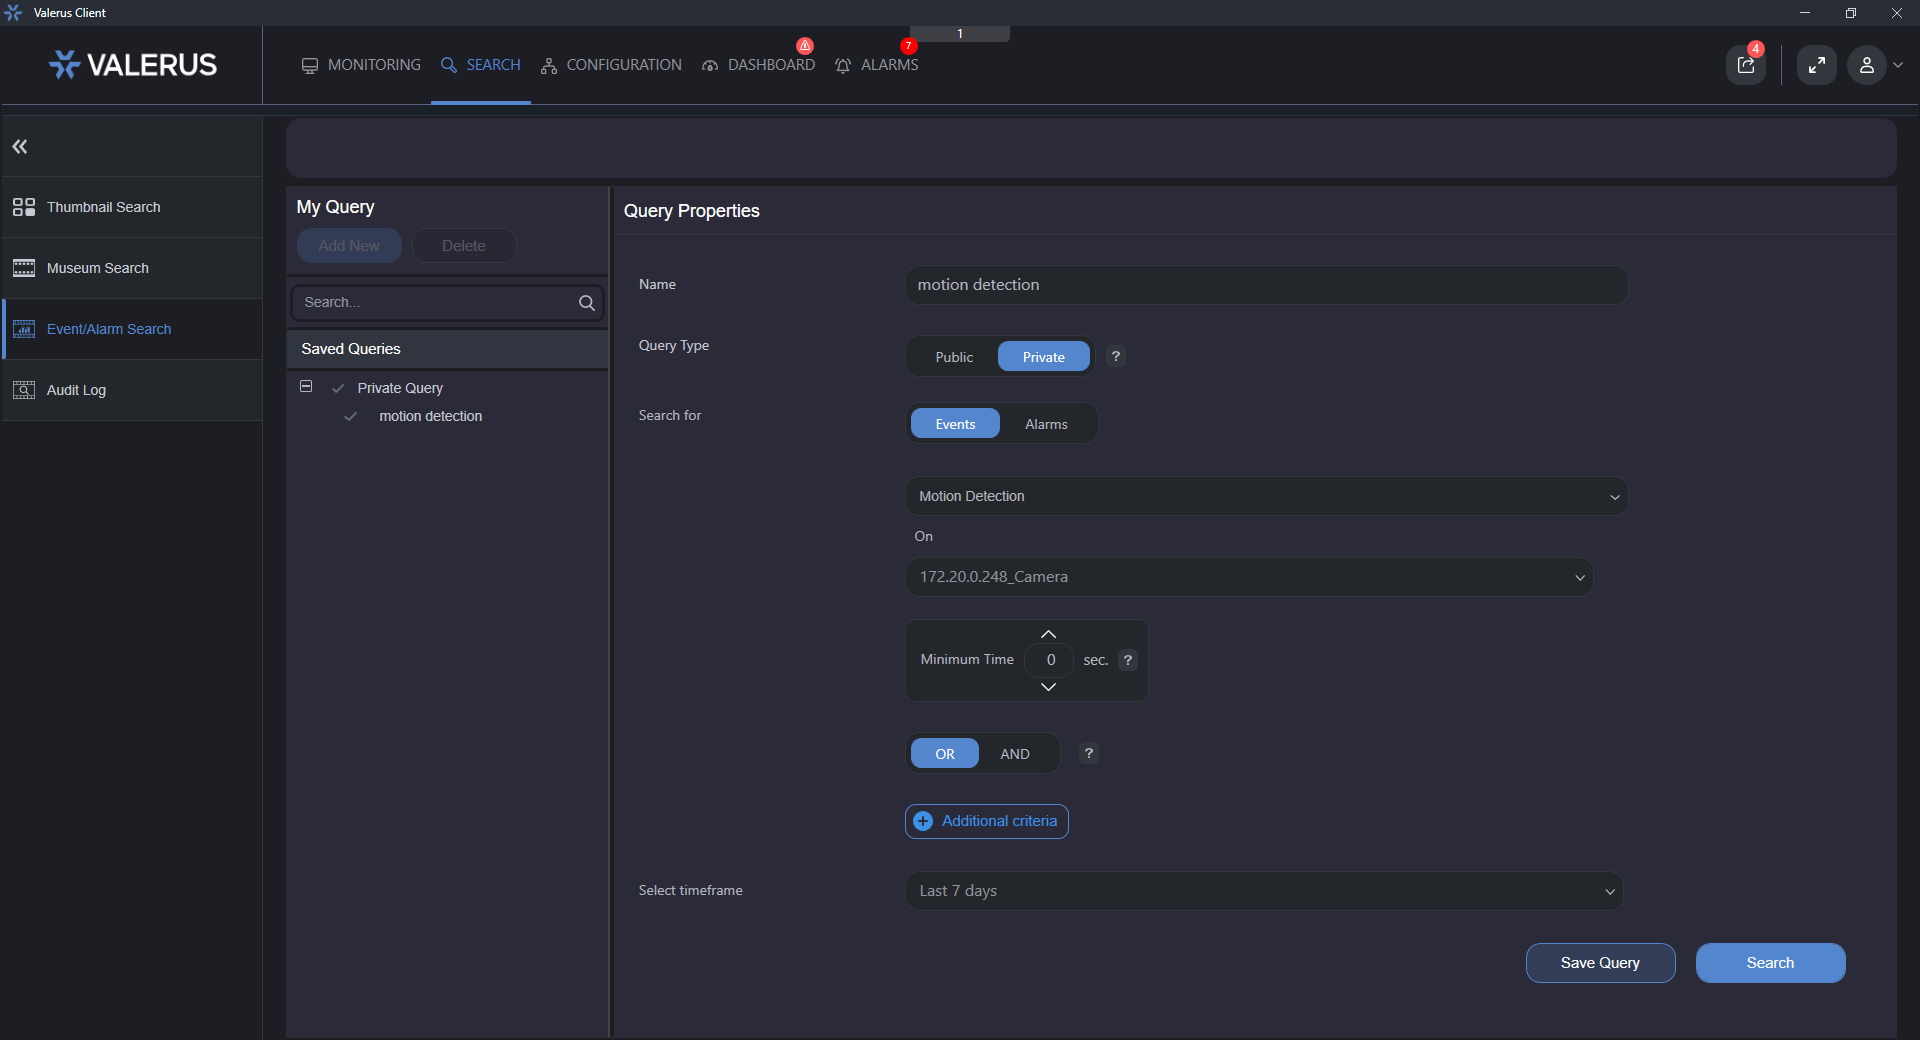 Valerus Client
1
VALERUS
MONITORING
SEARCH
CONFIGURATION
DASHBOARD
7
ALARMS
4
Thumbnail Search
Museum Search
Event/Alarm Search
Audit Log
My Query
Add New
Delete
Search...
Saved Queries
Private Query
motion detection
Query Properties
Name
motion detection
Query Type
Public
Private
?
Search for
Events
Alarms
Motion Detection
On
172.20.0.248_Camera
Minimum Time
0
sec.
?
OR
AND
?
Additional criteria
Select timeframe
Last 7 days
Save Query
Search